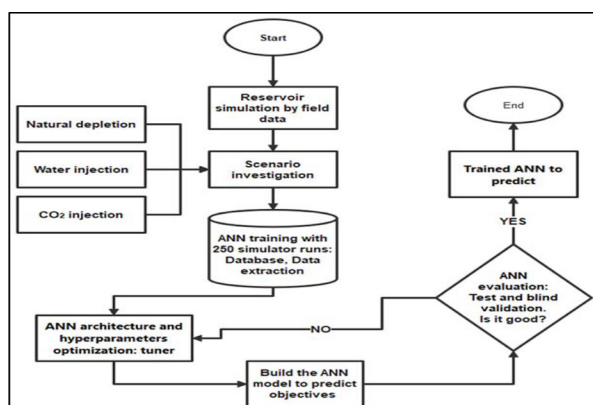 Start
Reservoir
simulation by field
data
Natural depletion
Water injection
CO₂ injection
Scenario
investigation
ANN training with
250 simulator runs:
Database, Data
extraction
ANN architecture and
hyperparameters
optimization: tuner
Build the ANN
model to predict
objectives
NO
ANN
evaluation:
Test and blind
validation.
Is it good?
YES
Trained ANN to
predict
End